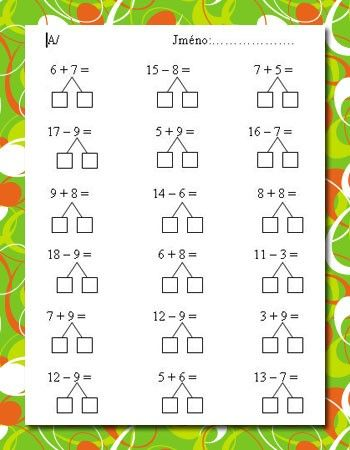 A/ Jméno:..................
6 + 7 = 15 – 8 = 7 + 5 =
17 – 9 = 5 + 9 = 16 – 7 =
9 + 8 = 14 – 6 = 8 + 8 =
18 – 9 = 6 + 8 = 11 – 3 =
7 + 9 = 12 – 9 = 3 + 9 =
12 – 9 = 5 + 6 = 13 – 7 =